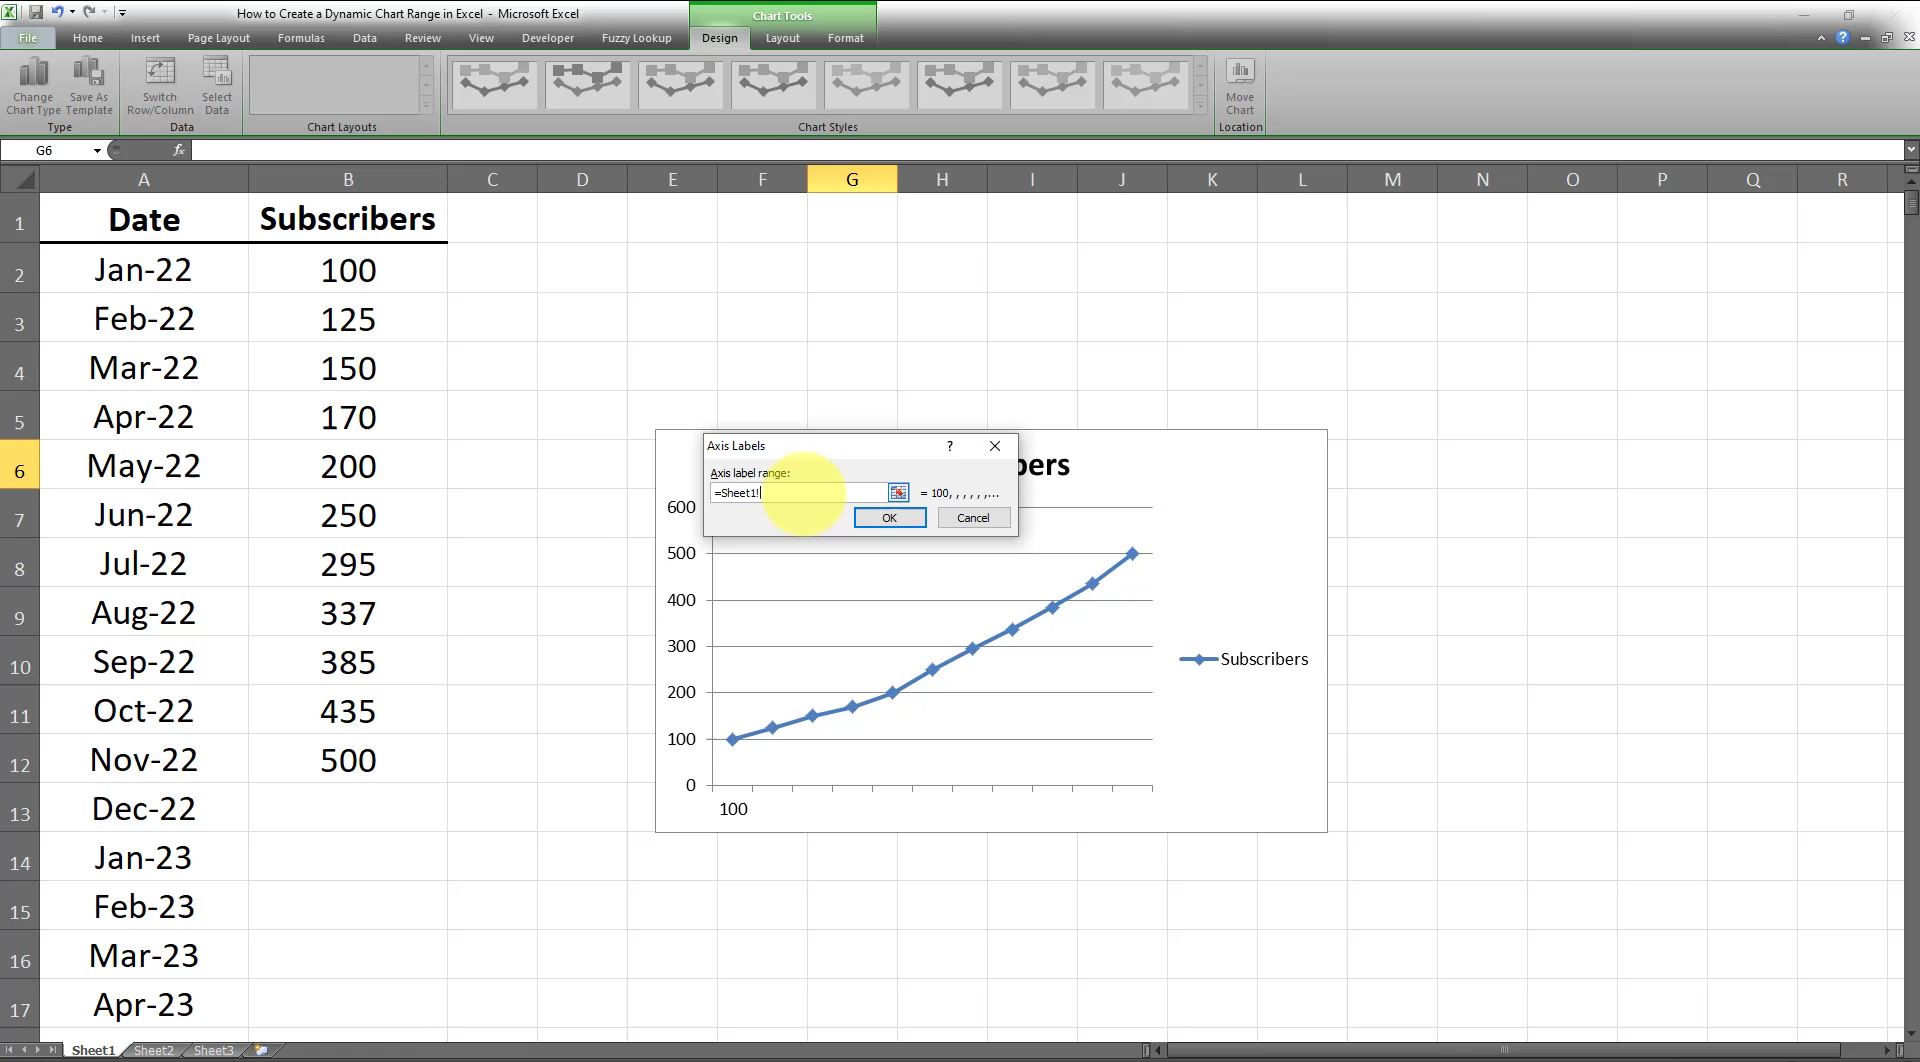 How to Create a Dynamic Chart Range in Excel - Microsoft Excel
Chart Tools
File Home Insert Page Layout Formulas Data Review View Developer Fuzzy Lookup Design Layout Format
Change Chart Type
Save As Template
Switch Row/Column
Select Data
Move Chart
Type Data Chart Layouts Chart Styles Location
G6 fx
A B C D E F G H I J K L M N O P Q R
1 Date Subscribers
2 Jan-22 100
3 Feb-22 125
4 Mar-22 150
5 Apr-22 170
6 May-22 200
7 Jun-22 250
8 Jul-22 295
9 Aug-22 337
10 Sep-22 385
11 Oct-22 435
12 Nov-22 500
13 Dec-22
14 Jan-23
15 Feb-23
16 Mar-23
17 Apr-23
Axis Labels ?
bers
Axis label range:
=Sheet1! = 100, , , , , ,...
OK Cancel
600
500
400
300
200
100
0
100
Subscribers
Sheet1 Sheet2 Sheet3